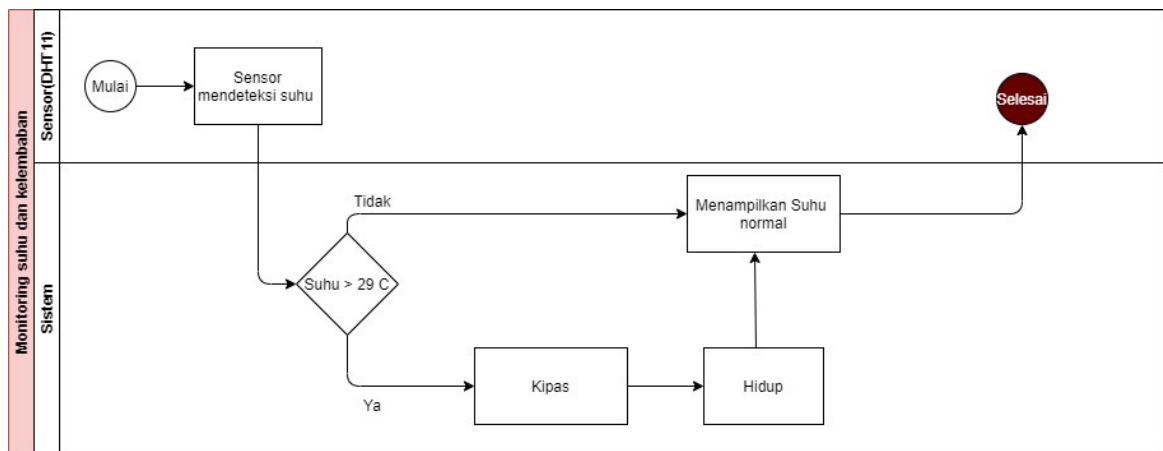 Monitoring suhu dan kelembaban
Sensor(DHT11)
Mulai
Sensor
mendeteksi suhu
Selesai
Sistem
Tidak
Menampilkan Suhu
normal
Suhu > 29 C
Ya
Kipas
Hidup